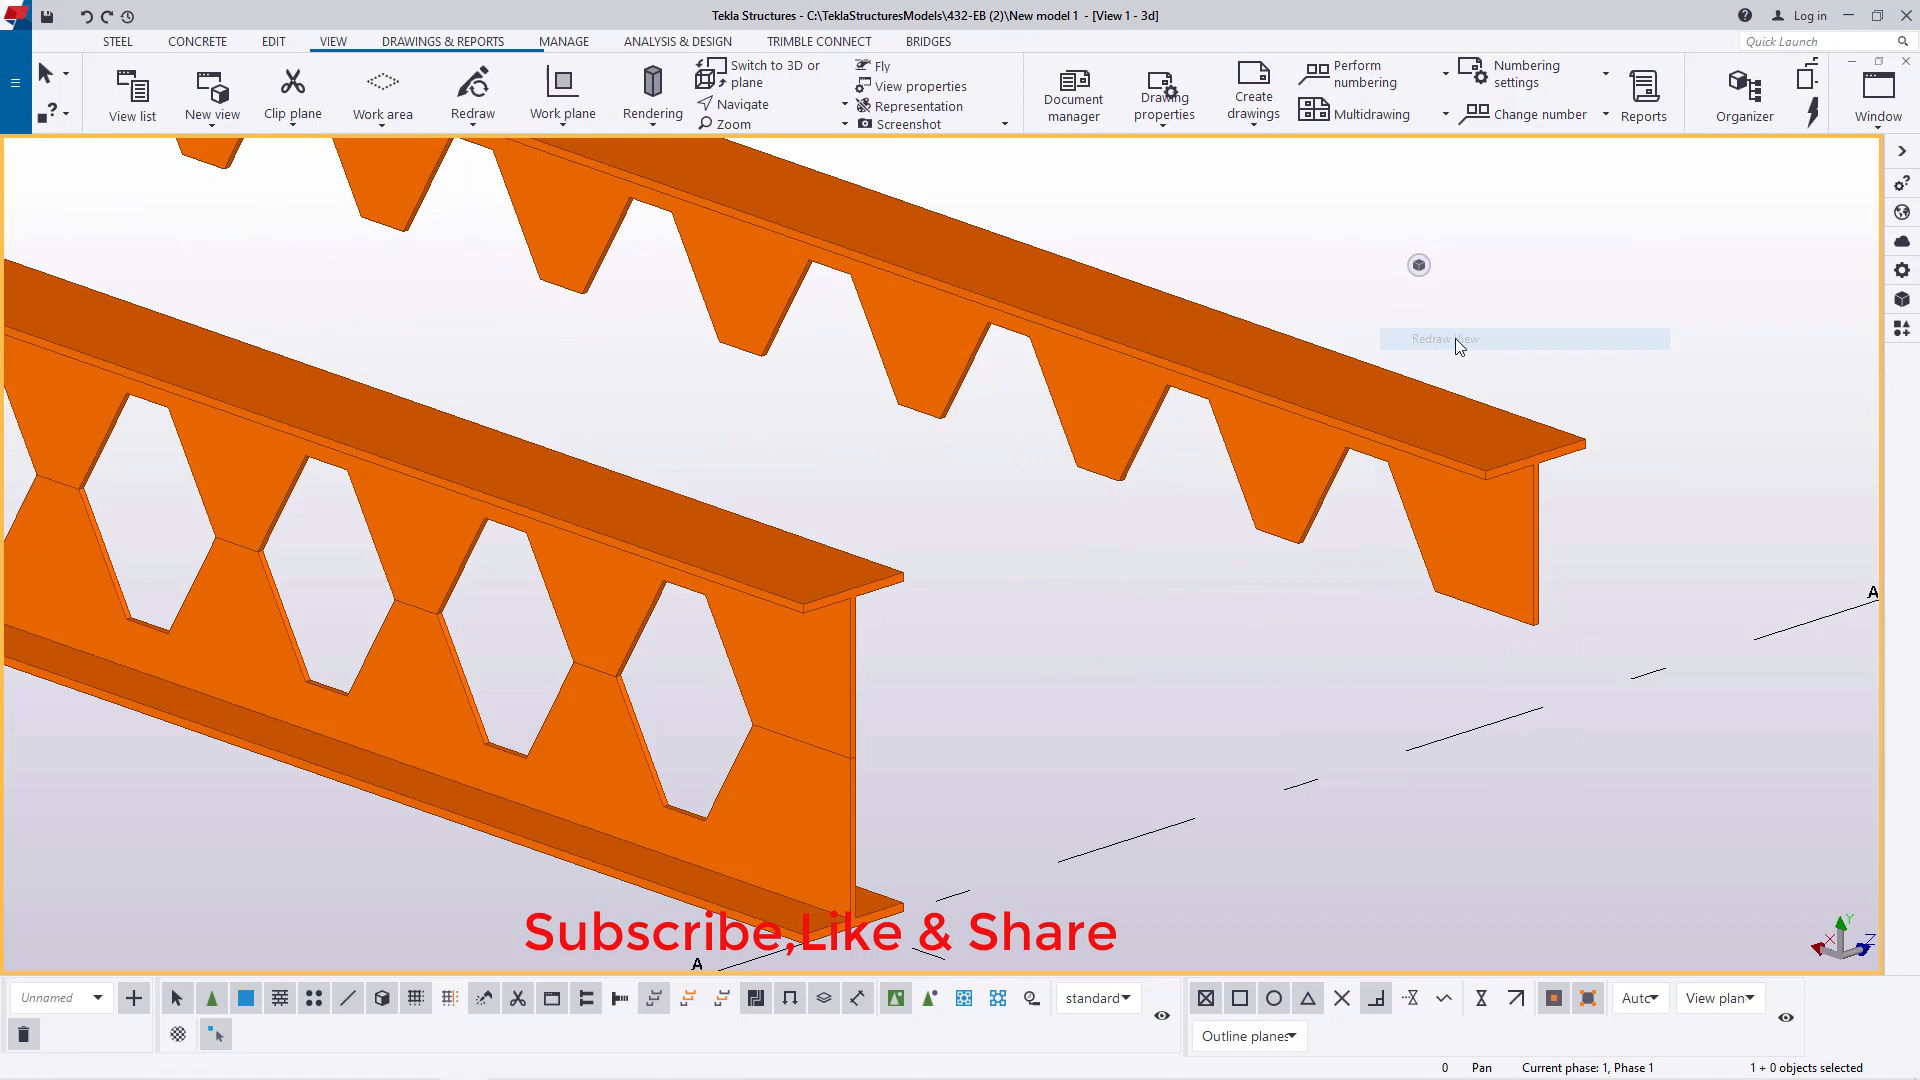 Tekla Structures - C:\TeklaStructuresModels\432-EB (2)\New model 1 - [View 1 - 3d]
Log in
STEEL CONCRETE EDIT VIEW DRAWINGS & REPORTS MANAGE ANALYSIS & DESIGN TRIMBLE CONNECT BRIDGES
Quick Launch
View list
New view
Clip plane
Work area
Redraw
Work plane
Rendering
Switch to 3D or plane
Navigate
Zoom
Fly
View properties
Representation
Screenshot
Document manager
Drawing properties
Create drawings
Perform numbering
Multidrawing
Numbering settings
Change number
Reports
Organizer
Window
Redraw View
A
Subscribe,Like & Share
A
X Y Z
Unnamed
standard
Auto
View plan
Outline planes
0 Pan Current phase: 1, Phase 1 1 + 0 objects selected